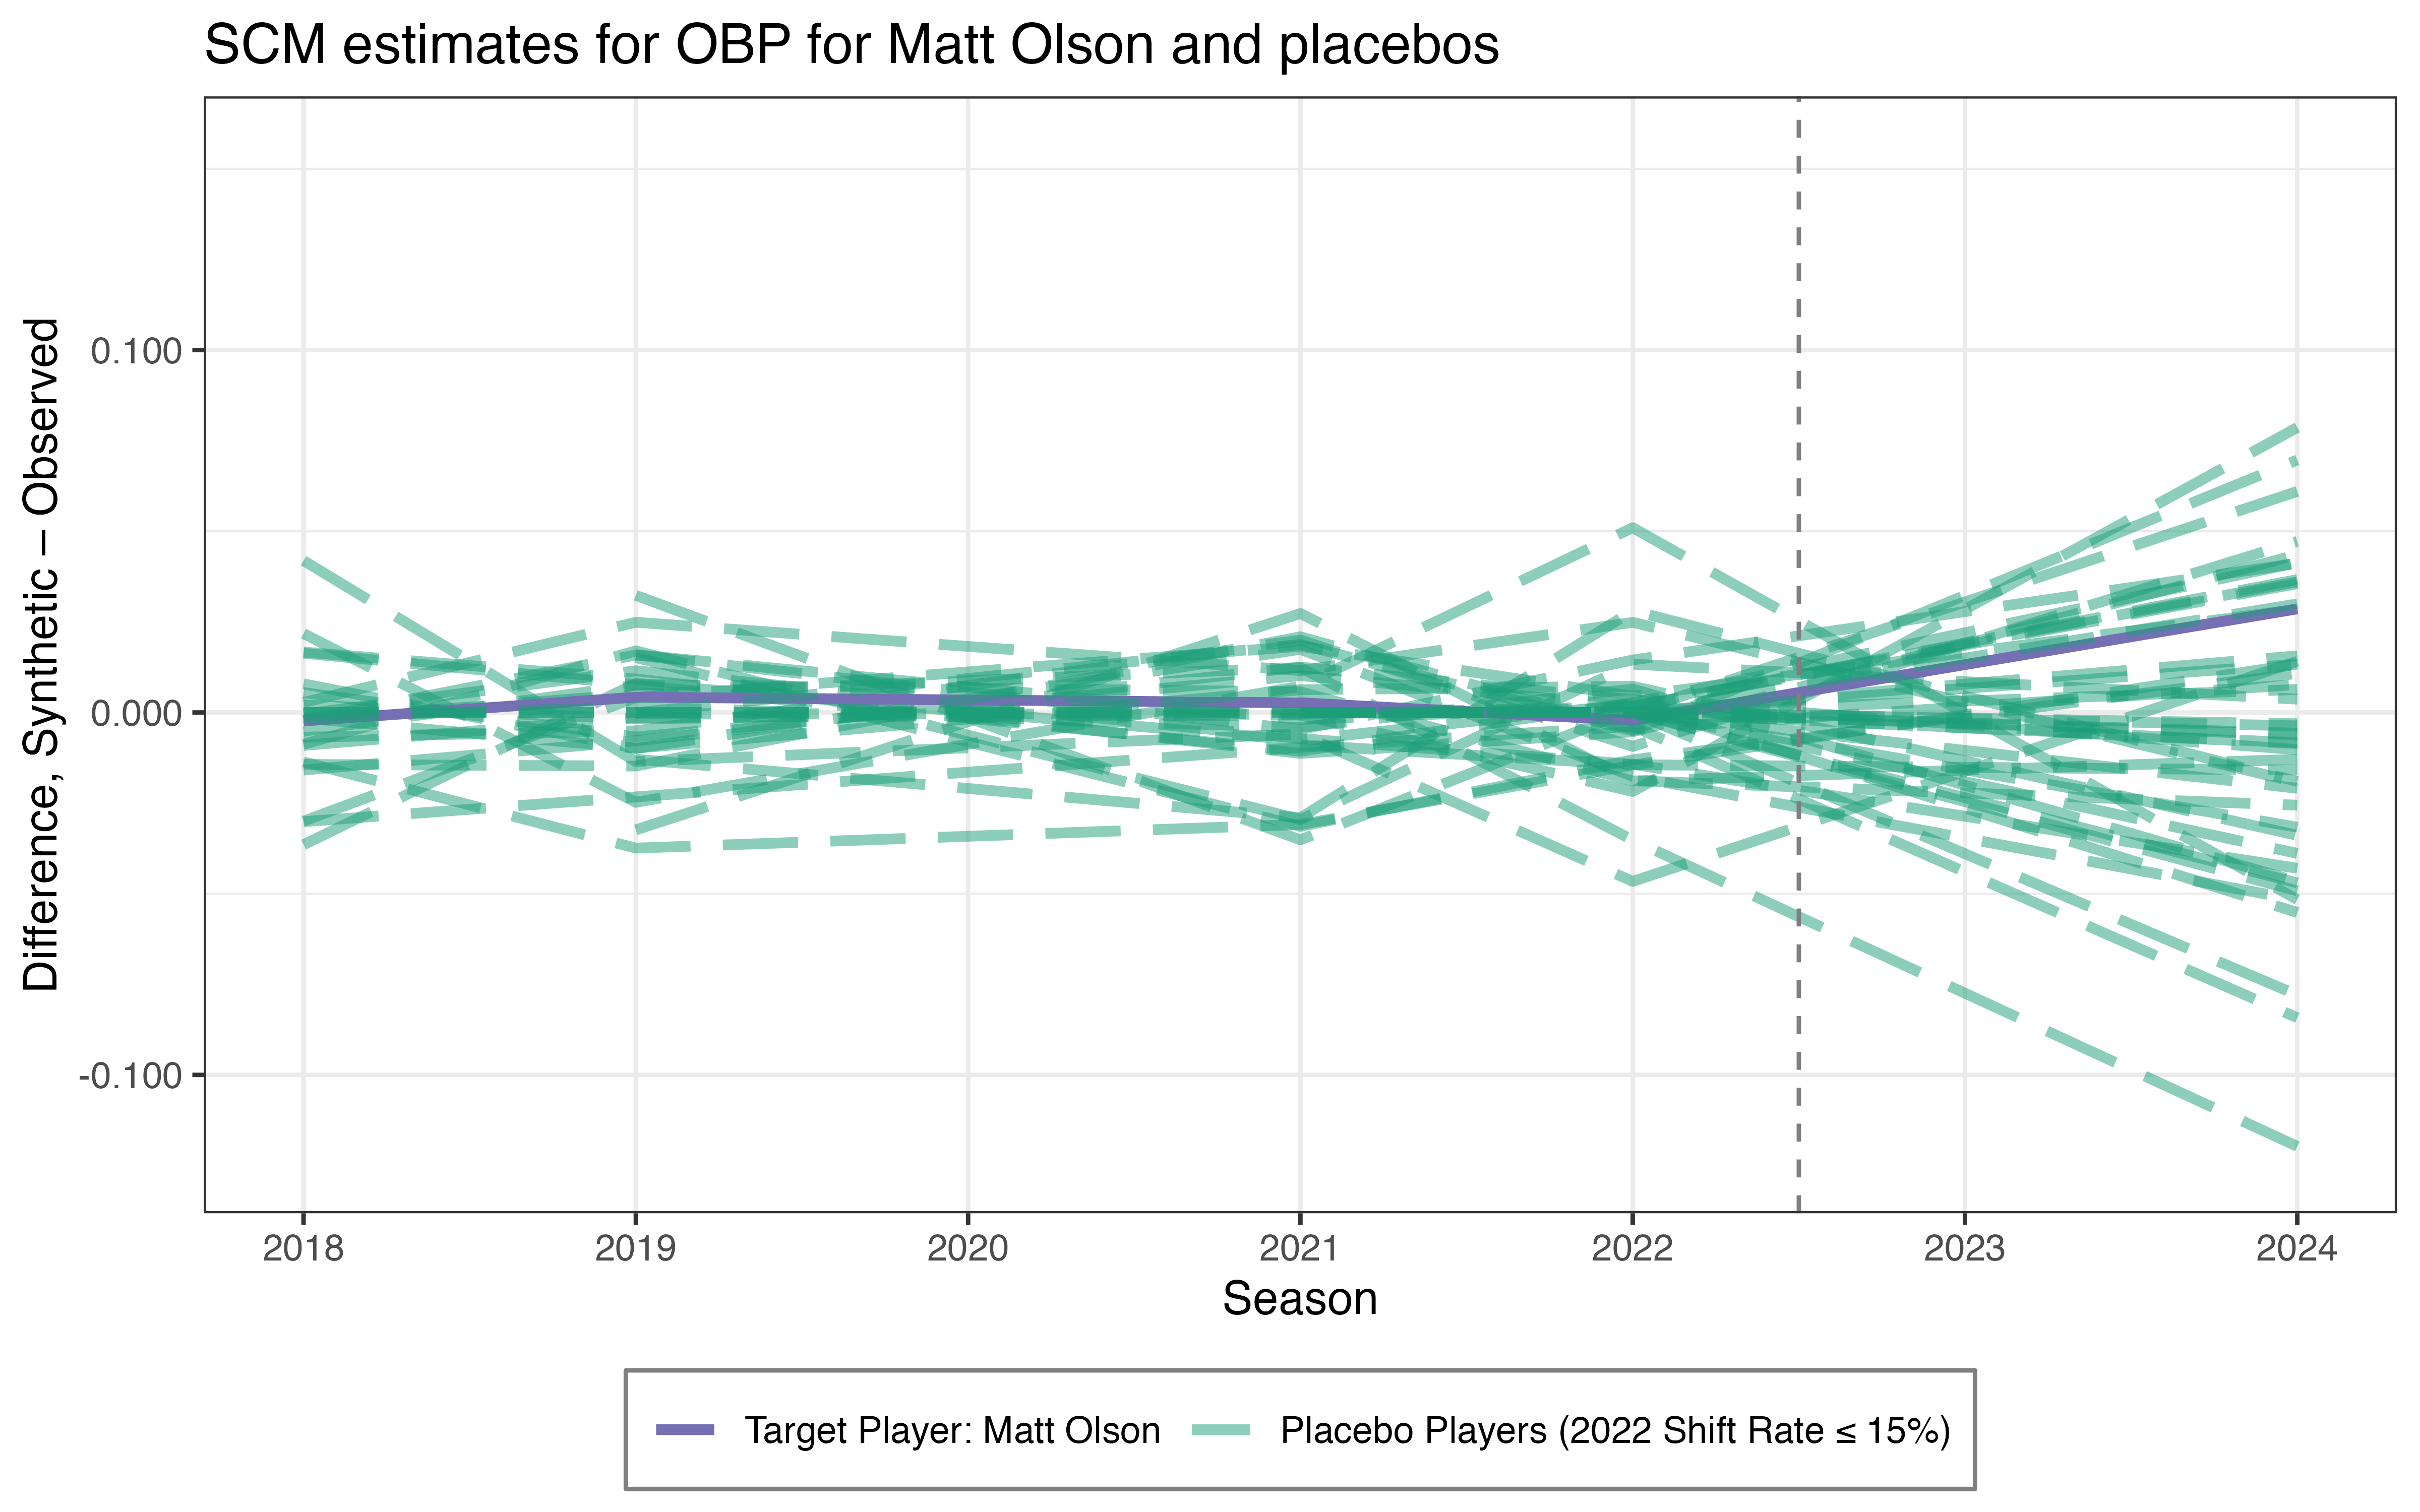 SCM estimates for OBP for Matt Olson and placebos
Difference, Synthetic – Observed
0.100
0.000
-0.100
2018 2019 2020 2021 2022 2023 2024
Season
Target Player: Matt Olson Placebo Players (2022 Shift Rate ≤ 15%)